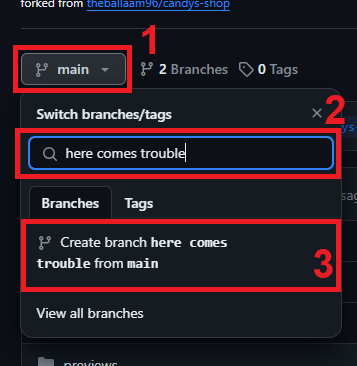 forked from theballaam96/candys-shop
1
main
2 Branches
0 Tags
Switch branches/tags
2
here comes trouble
Branches
Tags
Create branch here comes
trouble from main
3
View all branches
previews